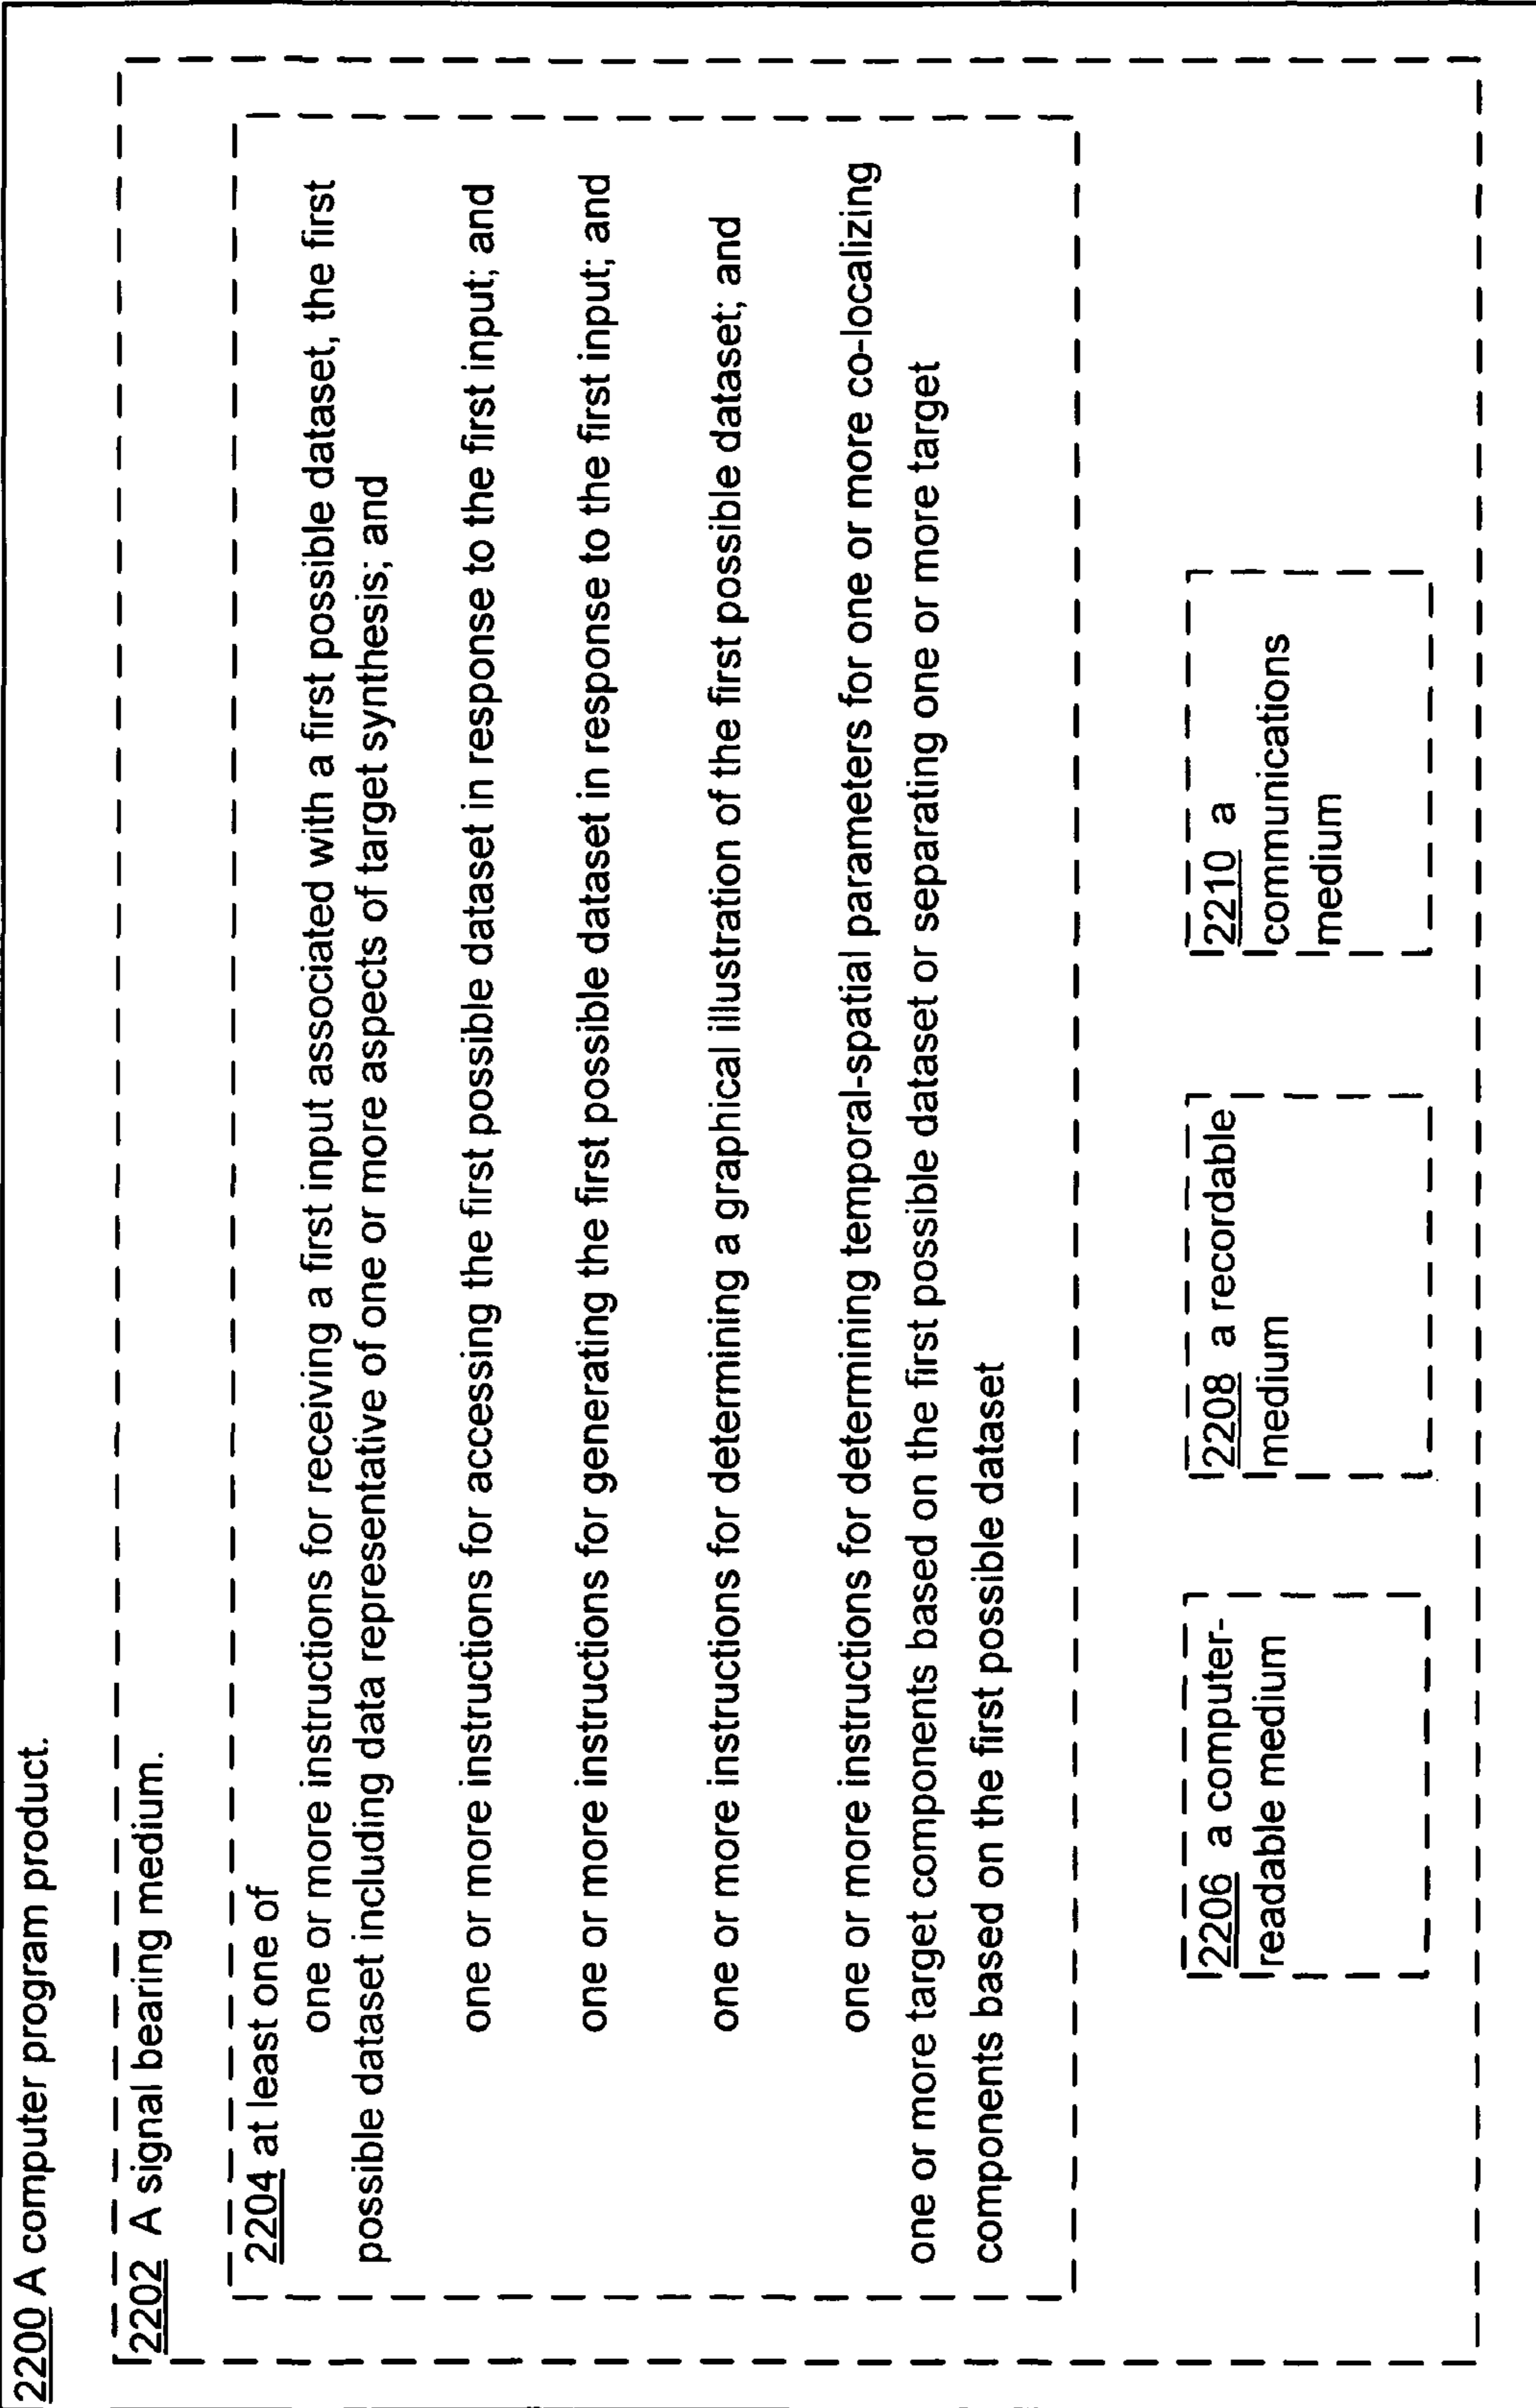 2200 A computer program product.
2202 A signal bearing medium.
2204 at least one of
one or more instructions for receiving a first input associated with a first possible dataset, the first
possible dataset including data representative of one or more aspects of target synthesis; and
one or more instructions for accessing the first possible dataset in response to the first input; and
one or more instructions for generating the first possible dataset in response to the first input; and
one or more instructions for determining a graphical illustration of the first possible dataset; and
one or more instructions for determining temporal-spatial parameters for one or more co-localizing
one or more target components based on the first possible dataset or separating one or more target
components based on the first possible dataset
2206 a computer-
readable medium
2208 a recordable
medium
2210 a
communications
medium